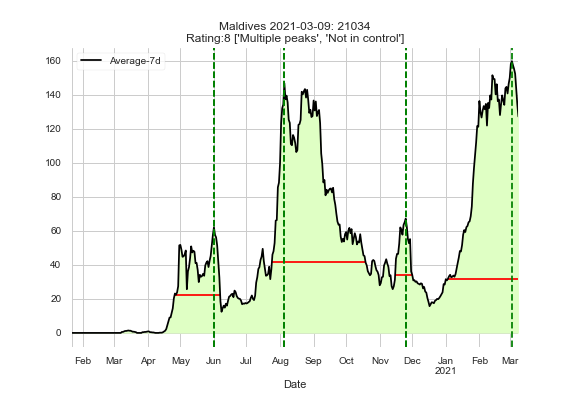 Maldives 2021-03-09: 21034
Rating:8 ['Multiple peaks', 'Not in control']
Average-7d
160
140
120
100
80
60
40
20
0
Feb Mar Apr May Jun Jul Aug Sep Oct Nov Dec Jan Feb Mar
2021
Date